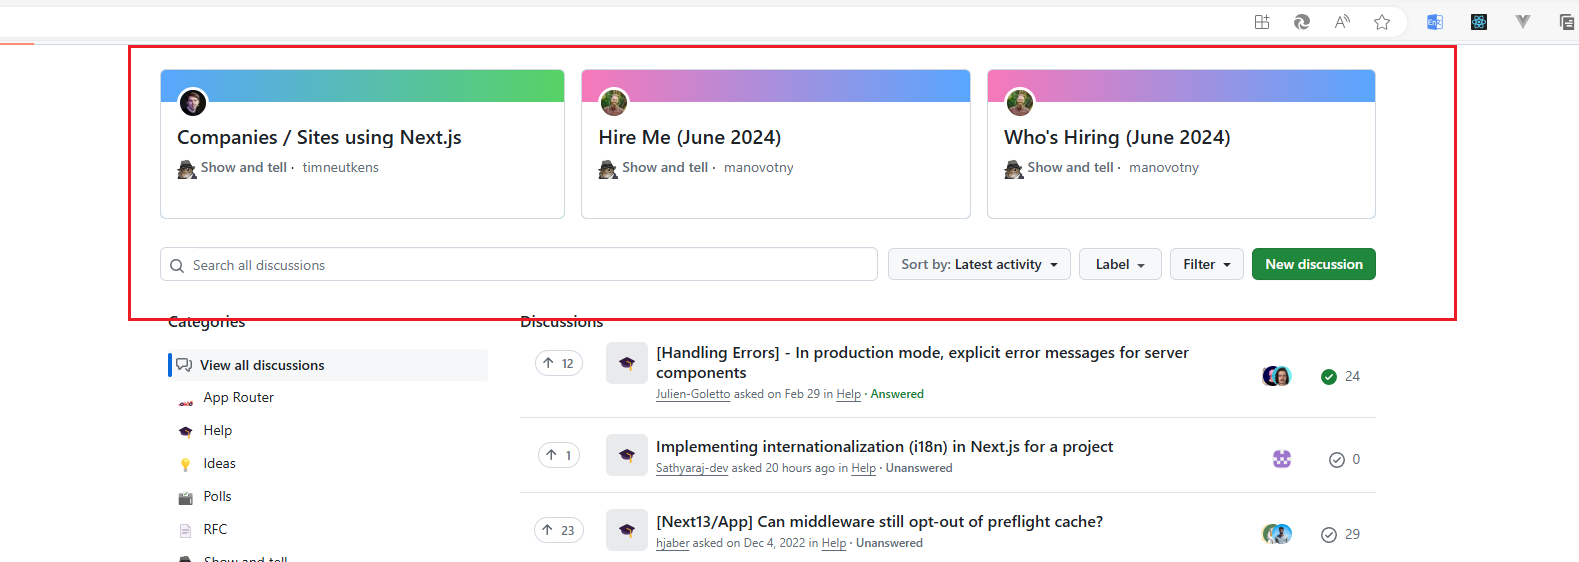 Companies / Sites using Next.js
Show and tell · timneutkens
Hire Me (June 2024)
Show and tell · manovotny
Who's Hiring (June 2024)
Show and tell · manovotny
Search all discussions
Sort by: Latest activity
Label
Filter
New discussion
Categories
View all discussions
App Router
Help
Ideas
Polls
RFC
Show and tell
Discussions
12
[Handling Errors] - In production mode, explicit error messages for server
components
Julien-Goletto asked on Feb 29 in Help · Answered
24
1
Implementing internationalization (i18n) in Next.js for a project
Sathyaraj-dev asked 20 hours ago in Help · Unanswered
0
23
[Next13/App] Can middleware still opt-out of preflight cache?
hjaber asked on Dec 4, 2022 in Help · Unanswered
29